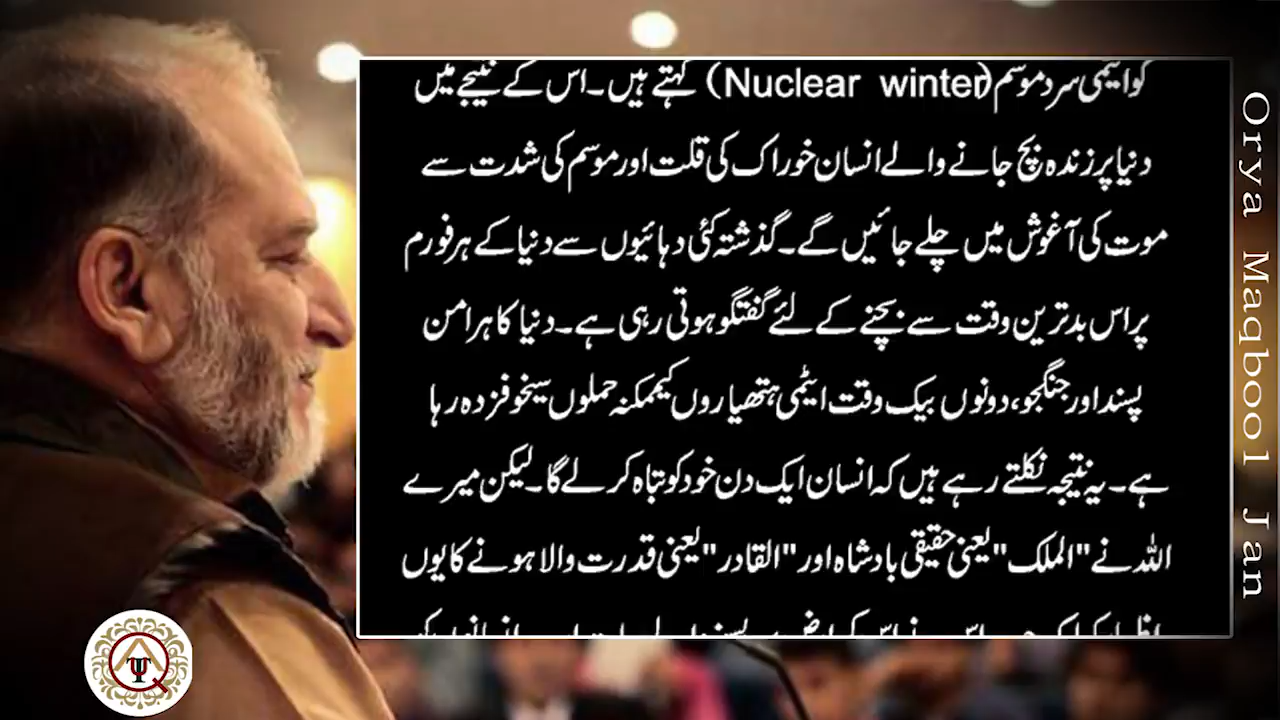 کو ایٹمی سرد موسم (Nuclear winter) کہتے ہیں۔ اس کے نتیجے میں
دنیا پر زندہ بچ جانے والے انسان خوراک کی قلت اور موسم کی شدت سے
موت کی آغوش میں چلے جائیں گے۔ گذشتہ کئی دہائیوں سے دنیا کے ہر فورم
پر اس بدترین وقت سے بچنے کے لئے گفتگو ہوتی رہی ہے۔ دنیا کا ہر امن
پسند اور جنگجو، دونوں بیک وقت ایٹمی ہتھیاروں کیممکنہ حملوں سیخوفزدہ رہا
ہے۔ یہ نتیجہ نکلتے رہے ہیں کہ انسان ایک دن خود کو تباہ کر لے گا۔ لیکن میرے
اللہ نے "الملک" یعنی حقیقی بادشاہ اور "القادر" یعنی قدرت والا ہونے کا یوں
Orya Maqbool Jan